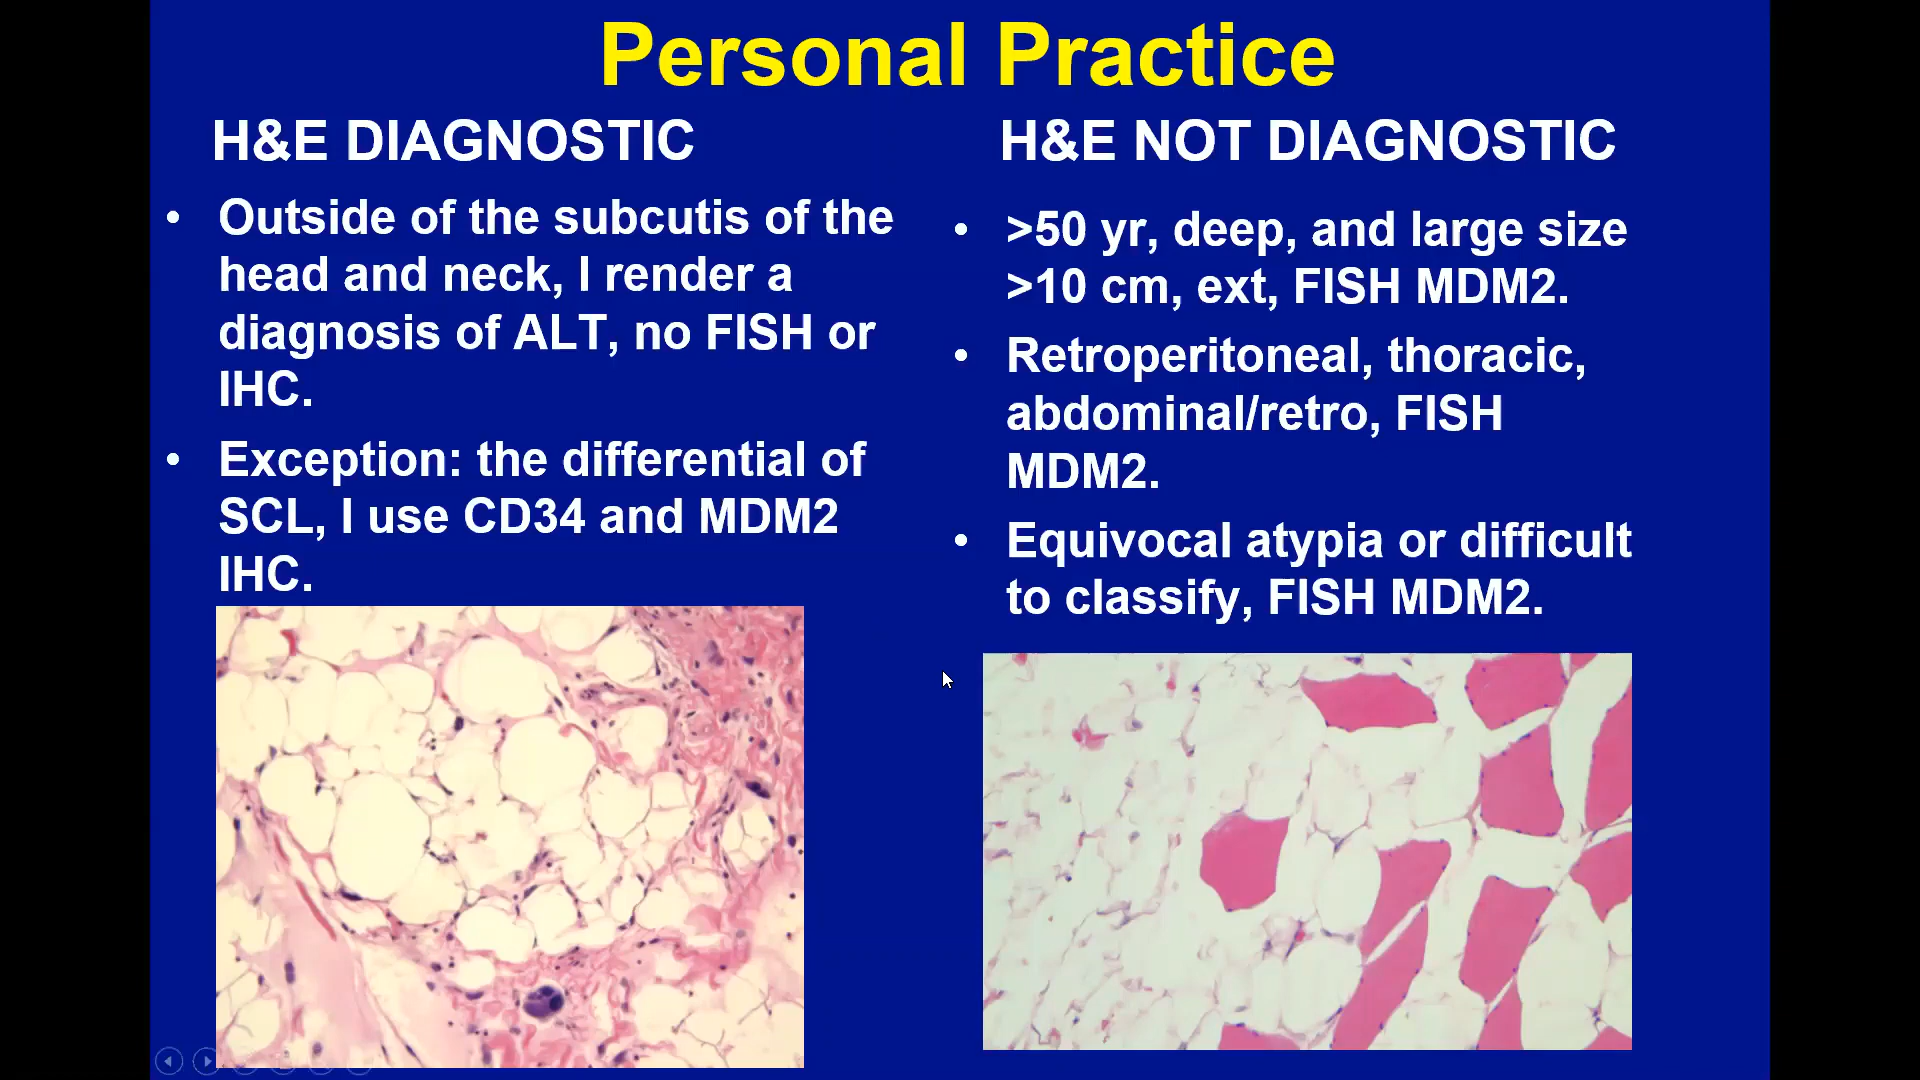 Personal Practice
H&E DIAGNOSTIC
• Outside of the subcutis of the
head and neck, I render a
diagnosis of ALT, no FISH or
IHC.
• Exception: the differential of
SCL, I use CD34 and MDM2
IHC.
H&E NOT DIAGNOSTIC
• >50 yr, deep, and large size
>10 cm, ext, FISH MDM2.
• Retroperitoneal, thoracic,
abdominal/retro, FISH
MDM2.
• Equivocal atypia or difficult
to classify, FISH MDM2.